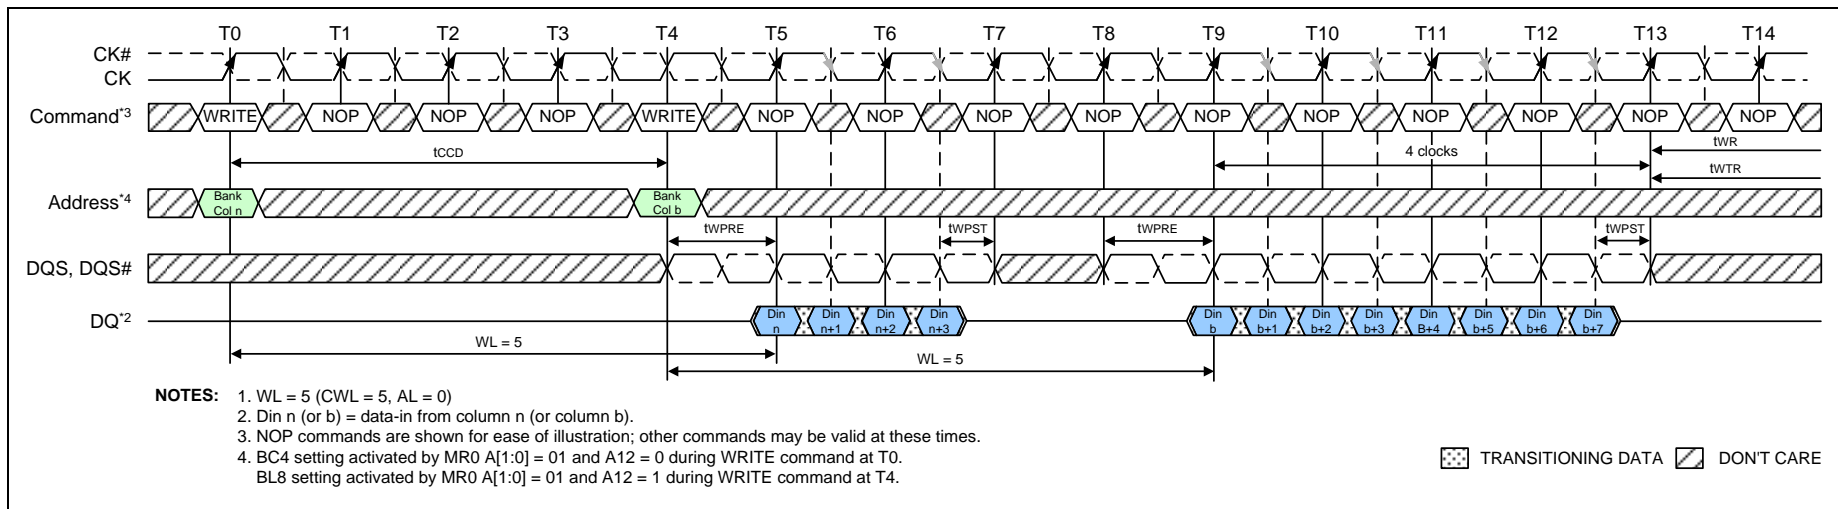 T0 T1 T2 T3 T4 T5 T6 T7 T8 T9 T10 T11 T12 T13 T14
CK#
CK
Command*3 WRITE NOP NOP NOP WRITE NOP NOP NOP NOP NOP NOP NOP NOP NOP NOP
tCCD 4 clocks tWR
tWTR
Address*4 Bank Col n Bank Col b
tWPRE tWPST tWPRE tWPST
DQS, DQS#
DQ*2 Din n Din n+1 Din n+2 Din n+3 Din b Din b+1 Din b+2 Din b+3 Din B+4 Din b+5 Din b+6 Din b+7
WL = 5
WL = 5
NOTES: 1. WL = 5 (CWL = 5, AL = 0)
2. Din n (or b) = data-in from column n (or column b).
3. NOP commands are shown for ease of illustration; other commands may be valid at these times.
4. BC4 setting activated by MR0 A[1:0] = 01 and A12 = 0 during WRITE command at T0.
BL8 setting activated by MR0 A[1:0] = 01 and A12 = 1 during WRITE command at T4.
TRANSITIONING DATA DON'T CARE